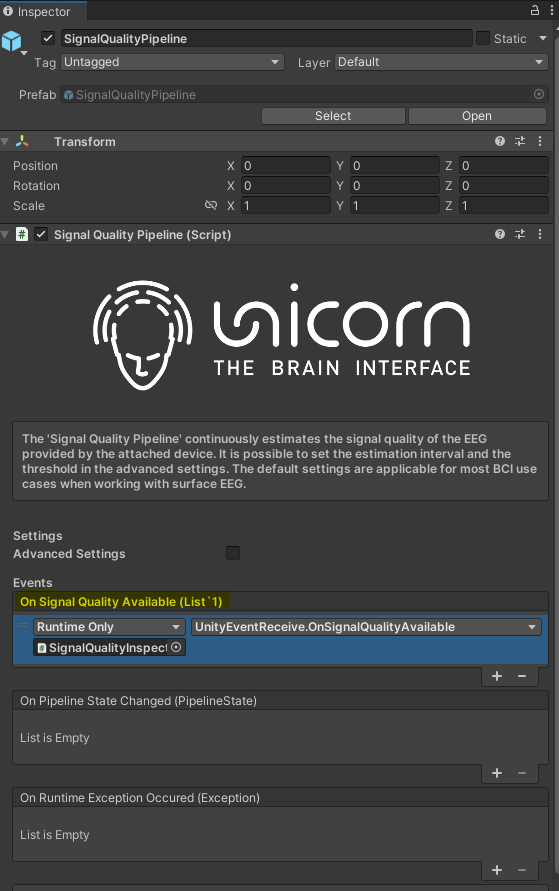 Inspector
SignalQualityPipeline
Static
Tag Untagged Layer Default
Prefab SignalQualityPipeline
Select Open
Transform
Position X 0 Y 0 Z 0
Rotation X 0 Y 0 Z 0
Scale X 1 Y 1 Z 1
# Signal Quality Pipeline (Script)
unicorn
THE BRAIN INTERFACE
The 'Signal Quality Pipeline' continuously estimates the signal quality of the EEG
provided by the attached device. It is possible to set the estimation interval and the
threshold in the advanced settings. The default settings are applicable for most BCI use
cases when working with surface EEG.
Settings
Advanced Settings
Events
On Signal Quality Available (List`1)
Runtime Only UnityEventReceive.OnSignalQualityAvailable
SignalQualityInspect
+ −
On Pipeline State Changed (PipelineState)
List is Empty
+ −
On Runtime Exception Occured (Exception)
List is Empty
+ −